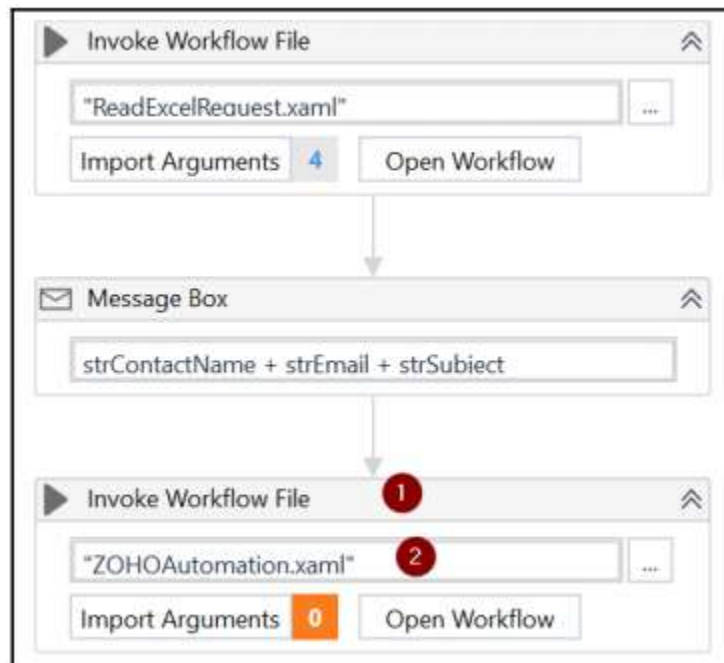 Invoke Workflow File
"ReadExcelRequest.xaml"
...
Import Arguments 4 Open Workflow
Message Box
strContactName + strEmail + strSubject
Invoke Workflow File 1
"ZOHOAutomation.xaml" 2
...
Import Arguments 0 Open Workflow